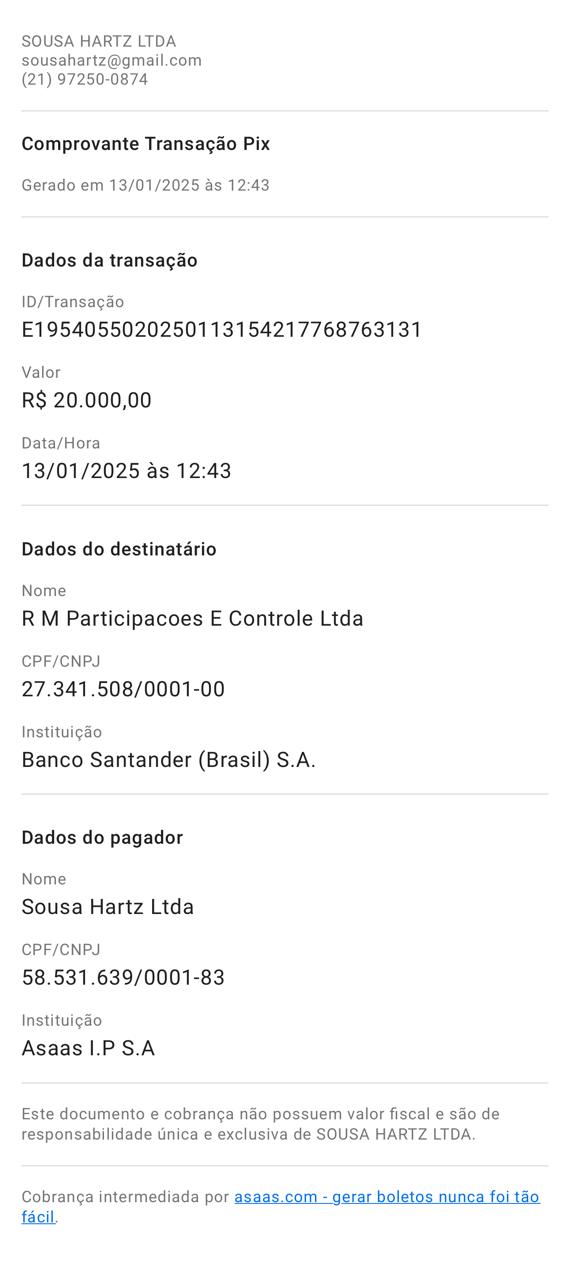 SOUSA HARTZ LTDA
sousahartz@gmail.com
(21) 97250-0874
Comprovante Transação Pix
Gerado em 13/01/2025 às 12:43
Dados da transação
ID/Transação
E1954055020250113154217768763131
Valor
R$ 20.000,00
Data/Hora
13/01/2025 às 12:43
Dados do destinatário
Nome
R M Participacoes E Controle Ltda
CPF/CNPJ
27.341.508/0001-00
Instituição
Banco Santander (Brasil) S.A.
Dados do pagador
Nome
Sousa Hartz Ltda
CPF/CNPJ
58.531.639/0001-83
Instituição
Asaas I.P S.A
Este documento e cobrança não possuem valor fiscal e são de
responsabilidade única e exclusiva de SOUSA HARTZ LTDA.
Cobrança intermediada por asaas.com - gerar boletos nunca foi tão
fácil.